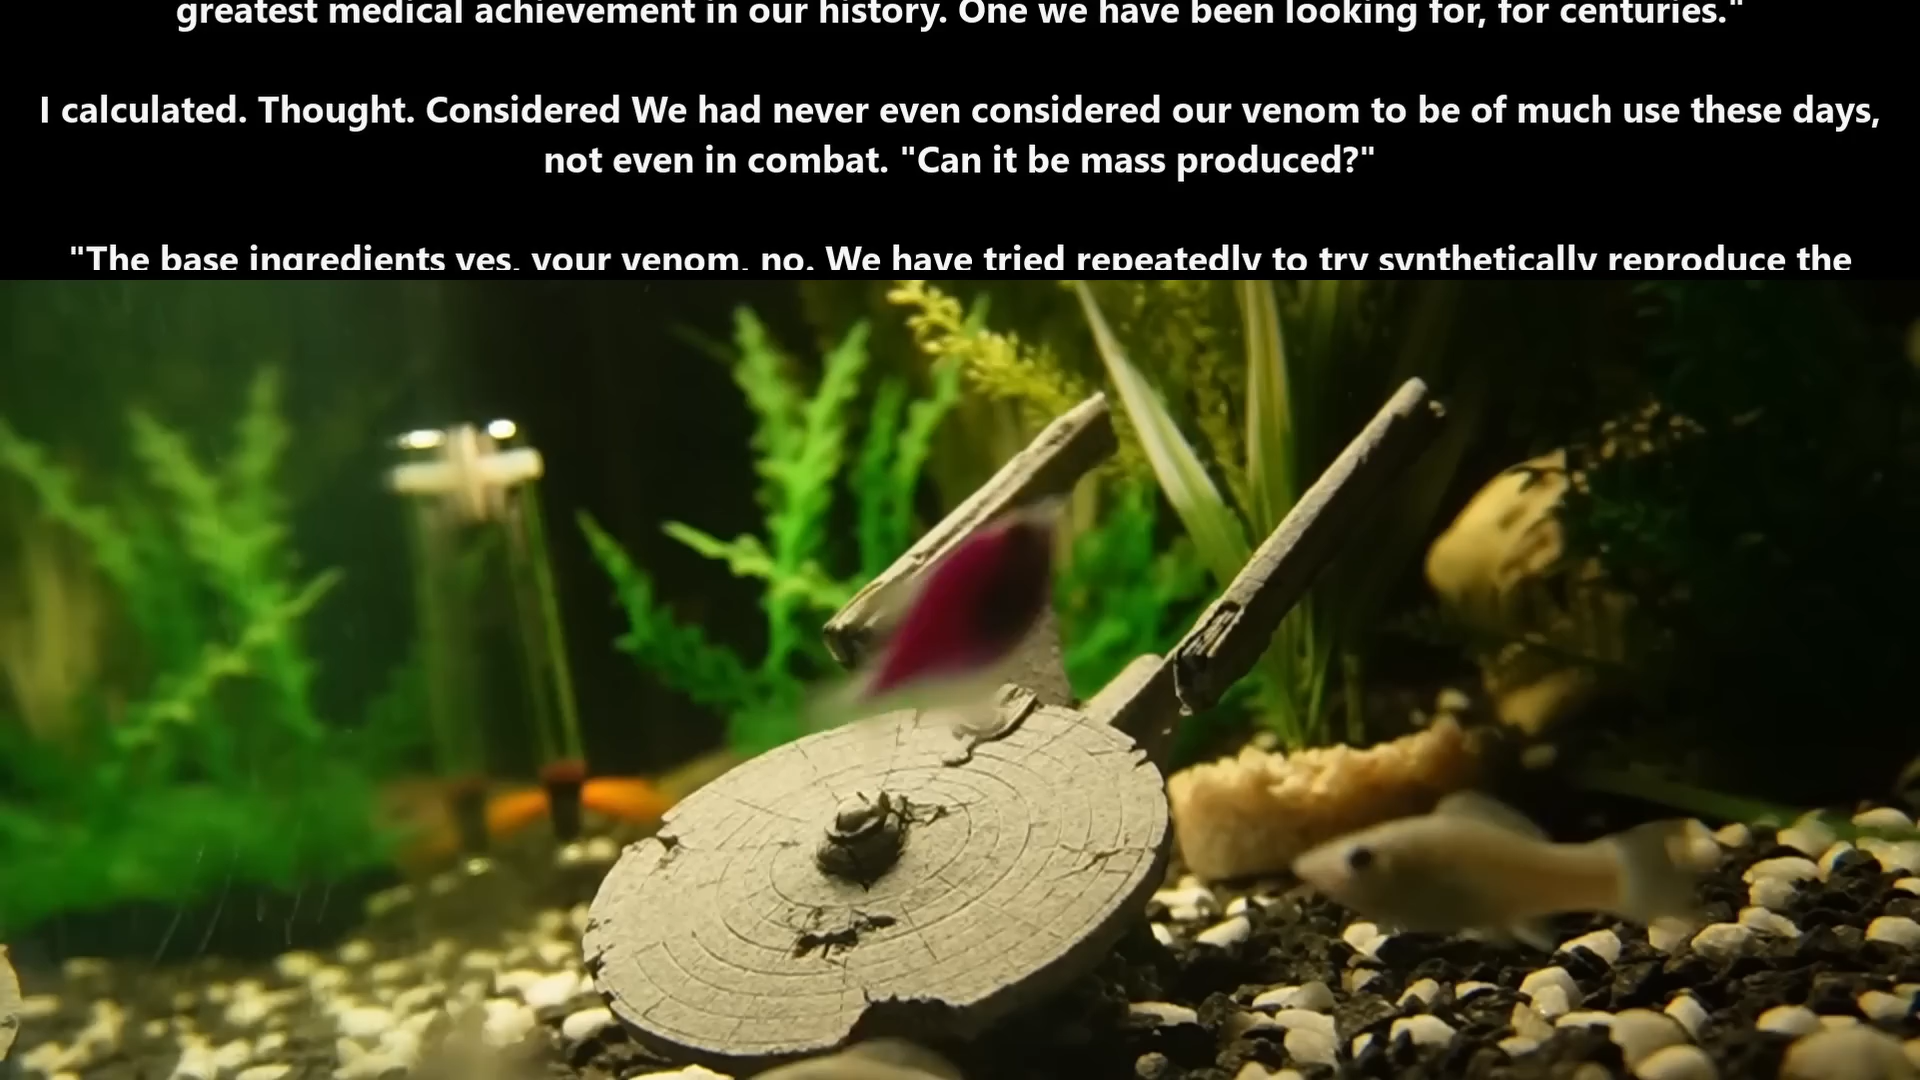 greatest medical achievement in our history. One we have been looking for, for centuries."
I calculated. Thought. Considered We had never even considered our venom to be of much use these days,
not even in combat. "Can it be mass produced?"
"The base ingredients yes, your venom, no. We have tried repeatedly to try synthetically reproduce the